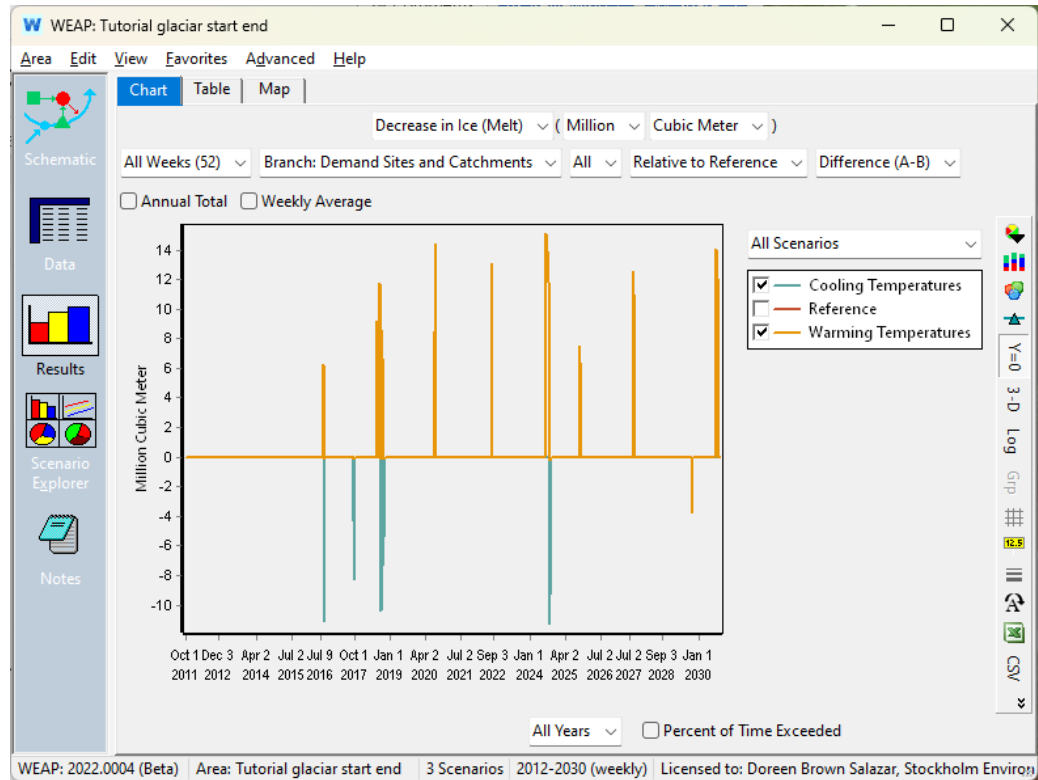 WEAP: Tutorial glaciar start end
Area Edit View Favorites Advanced Help
Chart Table Map
Decrease in Ice (Melt) ( Million Cubic Meter )
All Weeks (52) Branch: Demand Sites and Catchments All Relative to Reference Difference (A-B)
Annual Total Weekly Average
Schematic
Data
Results
Scenario
Explorer
Notes
Million Cubic Meter
14
12
10
8
6
4
2
0
-2
-4
-6
-8
-10
Oct 1 Dec 3 Apr 2 Jul 2 Jul 9 Oct 1 Jan 1 Apr 2 Jul 2 Sep 3 Jan 1 Apr 2 Jul 2 Jul 2 Sep 3 Jan 1
2011 2012 2014 2015 2016 2017 2019 2020 2021 2022 2024 2025 2026 2027 2028 2030
All Scenarios
Cooling Temperatures
Reference
Warming Temperatures
Y=0
3-D
Log
Grp
12.5
CSV
All Years Percent of Time Exceeded
WEAP: 2022.0004 (Beta) Area: Tutorial glaciar start end 3 Scenarios 2012-2030 (weekly) Licensed to: Doreen Brown Salazar, Stockholm Environ